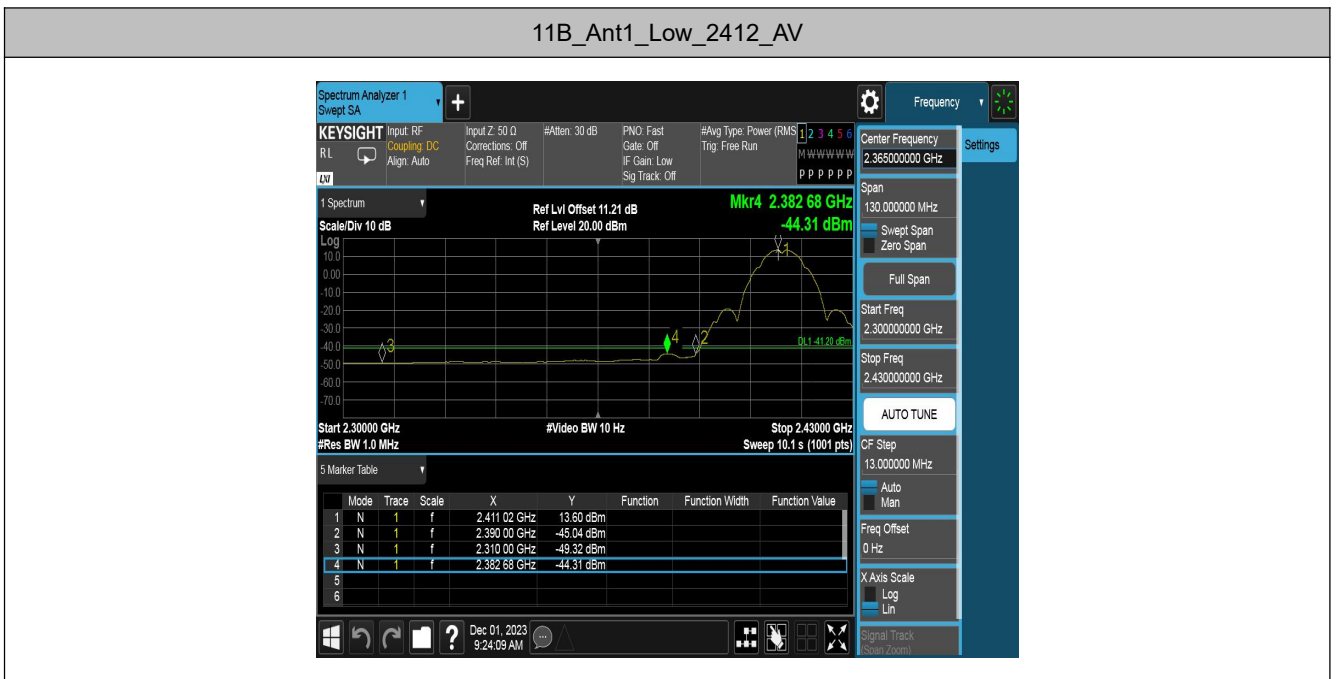 11B_Ant1_Low_2412_AV
Spectrum Analyzer 1
Swept SA
+
Frequency
KEYSIGHT
RL
LXI
Input: RF
Coupling: DC
Align: Auto
Input Z: 50 Ω
Corrections: Off
Freq Ref: Int (S)
#Atten: 30 dB
PNO: Fast
Gate: Off
IF Gain: Low
Sig Track: Off
#Avg Type: Power (RMS
Trig: Free Run
1 2 3 4 5 6
M W W W W W
P P P P P P
Center Frequency
2.365000000 GHz
Settings
Span
130.000000 MHz
Swept Span
Zero Span
Full Span
Start Freq
2.300000000 GHz
Stop Freq
2.430000000 GHz
AUTO TUNE
CF Step
13.000000 MHz
Auto
Man
Freq Offset
0 Hz
X Axis Scale
Log
Lin
Signal Track
(Span Zoom)
1 Spectrum
Scale/Div 10 dB
Ref Lvl Offset 11.21 dB
Ref Level 20.00 dBm
Mkr4 2.382 68 GHz
-44.31 dBm
Log
10.0
0.00
-10.0
-20.0
-30.0
-40.0
-50.0
-60.0
-70.0
1
2
3
4
DL1 -41.20 dBm
Start 2.30000 GHz
#Video BW 10 Hz
Stop 2.43000 GHz
#Res BW 1.0 MHz
Sweep 10.1 s (1001 pts)
5 Marker Table
Mode Trace Scale X Y Function Function Width Function Value
1 N 1 f 2.411 02 GHz 13.60 dBm
2 N 1 f 2.390 00 GHz -45.04 dBm
3 N 1 f 2.310 00 GHz -49.32 dBm
4 N 1 f 2.382 68 GHz -44.31 dBm
5
6
?
Dec 01, 2023
9:24:09 AM